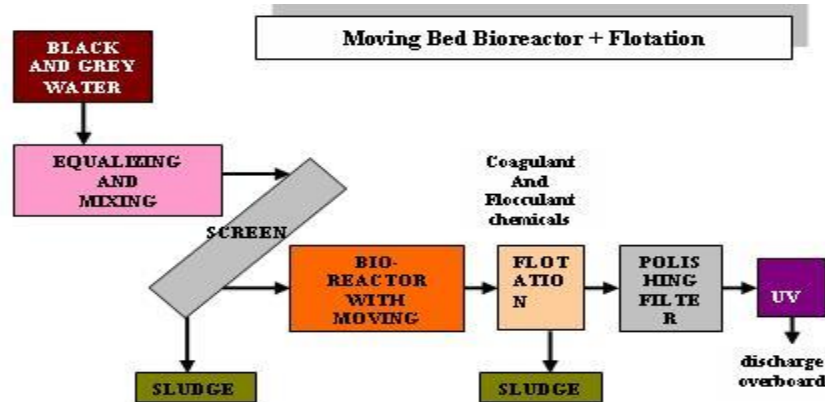 Moving Bed Bioreactor + Flotation
BLACK
AND GREY
WATER
EQUALIZING
AND
MIXING
SCREEN
Coagulant
And
Flocculant
chemicals
BIO-
REACTOR
WITH
MOVING
FLOT
ATIO
N
POLIS
HING
FILTE
R
UV
SLUDGE
SLUDGE
discharge
overboard